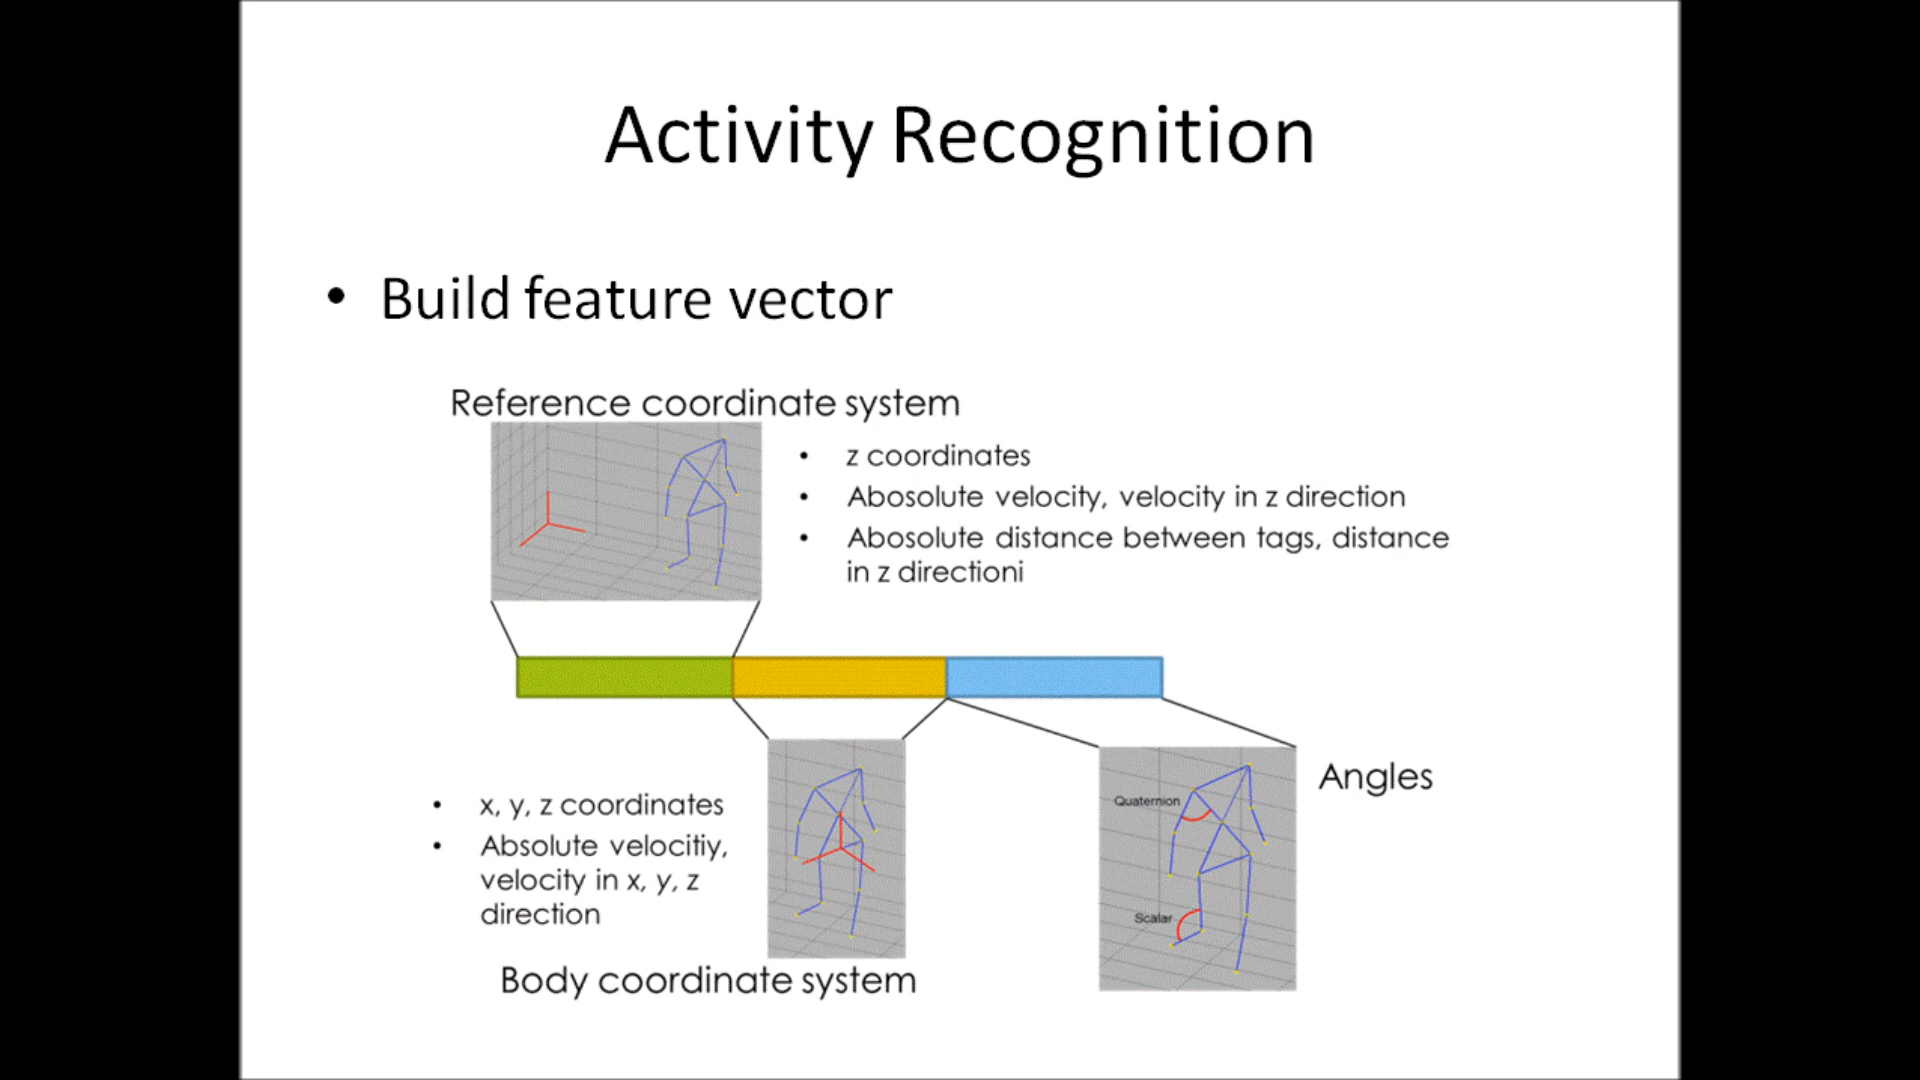 Activity Recognition
• Build feature vector
Reference coordinate system
• z coordinates
• Abosolute velocity, velocity in z direction
• Abosolute distance between tags, distance
in z directioni
• x, y, z coordinates
• Absolute velocitiy,
velocity in x, y, z
direction
Body coordinate system
Angles
Quaternion
Scalar